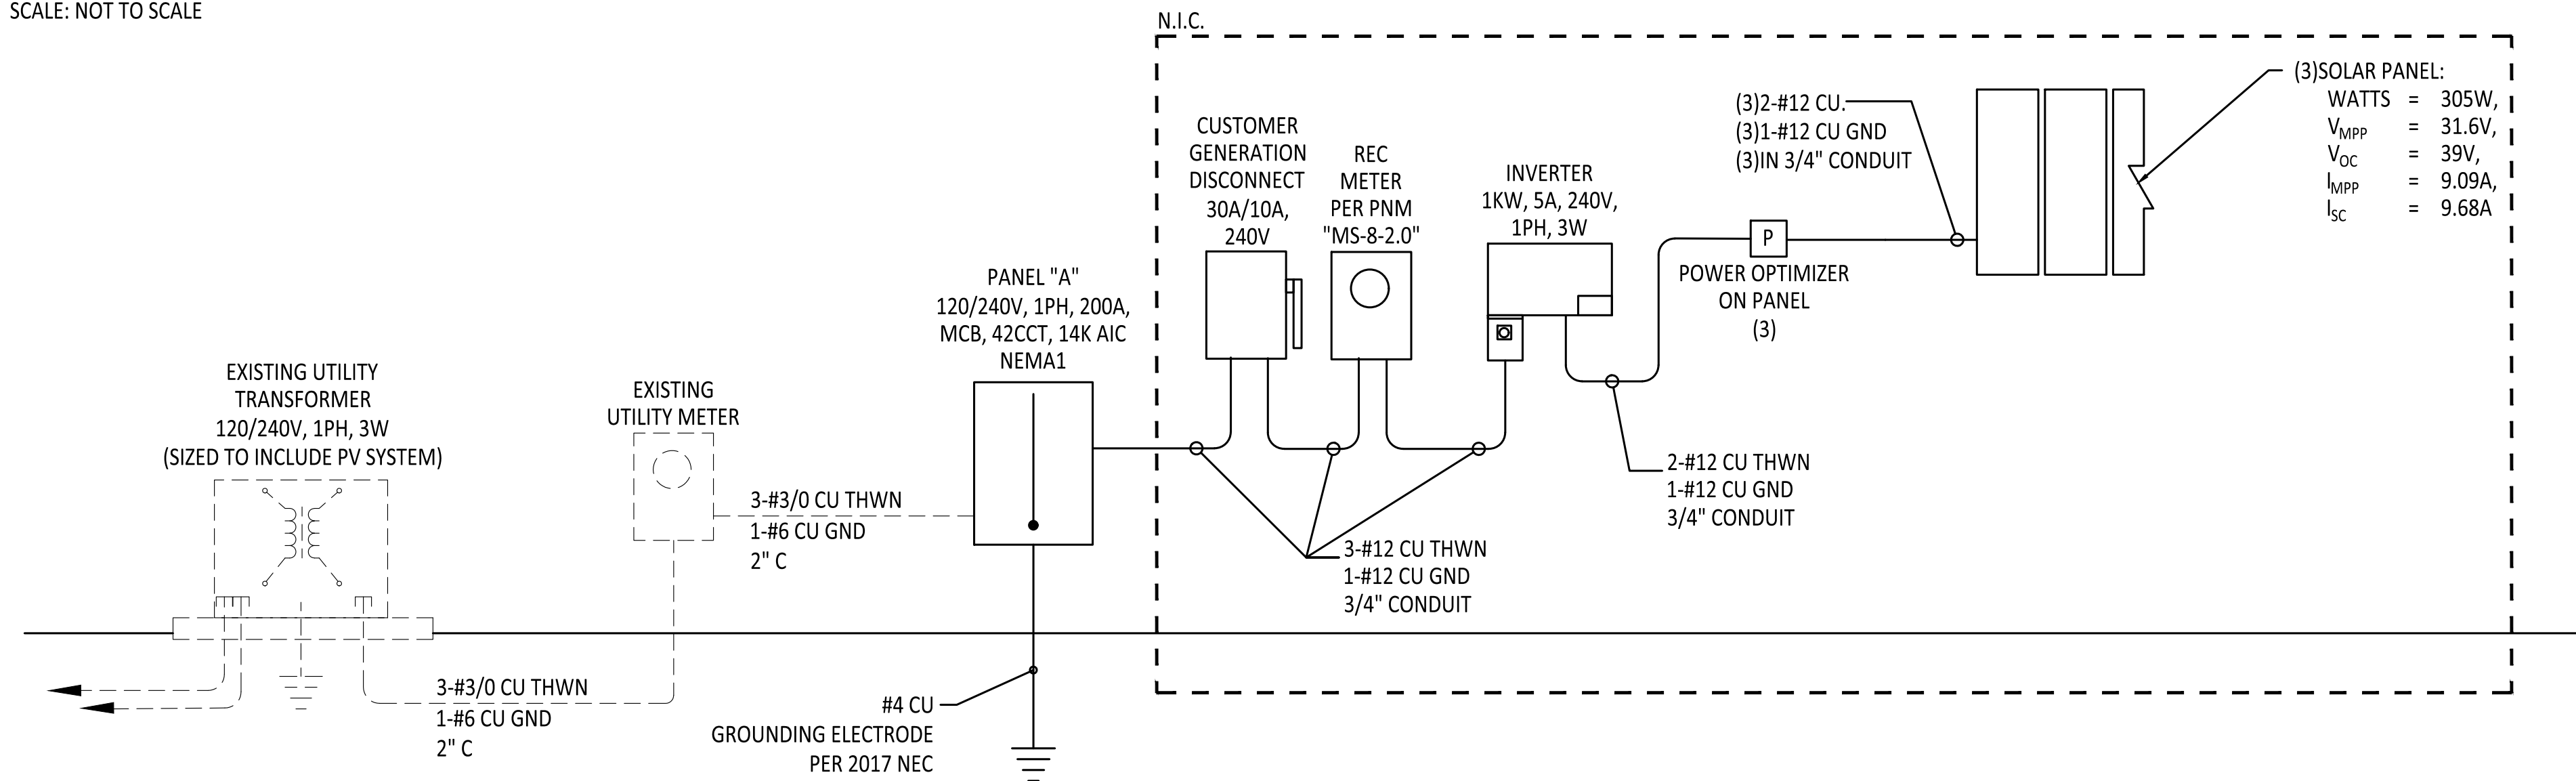 SCALE: NOT TO SCALE
N.I.C.
(3)SOLAR PANEL:
WATTS = 305W,
VMPP = 31.6V,
VOC = 39V,
IMPP = 9.09A,
ISC = 9.68A
(3)2-#12 CU.
(3)1-#12 CU GND
(3)IN 3/4" CONDUIT
CUSTOMER
GENERATION
DISCONNECT
30A/10A,
240V
REC
METER
PER PNM
"MS-8-2.0"
INVERTER
1KW, 5A, 240V,
1PH, 3W
P
POWER OPTIMIZER
ON PANEL
(3)
PANEL "A"
120/240V, 1PH, 200A,
MCB, 42CCT, 14K AIC
NEMA1
EXISTING UTILITY
TRANSFORMER
120/240V, 1PH, 3W
(SIZED TO INCLUDE PV SYSTEM)
EXISTING
UTILITY METER
3-#3/0 CU THWN
1-#6 CU GND
2" C
2-#12 CU THWN
1-#12 CU GND
3/4" CONDUIT
3-#12 CU THWN
1-#12 CU GND
3/4" CONDUIT
3-#3/0 CU THWN
1-#6 CU GND
2" C
#4 CU
GROUNDING ELECTRODE
PER 2017 NEC